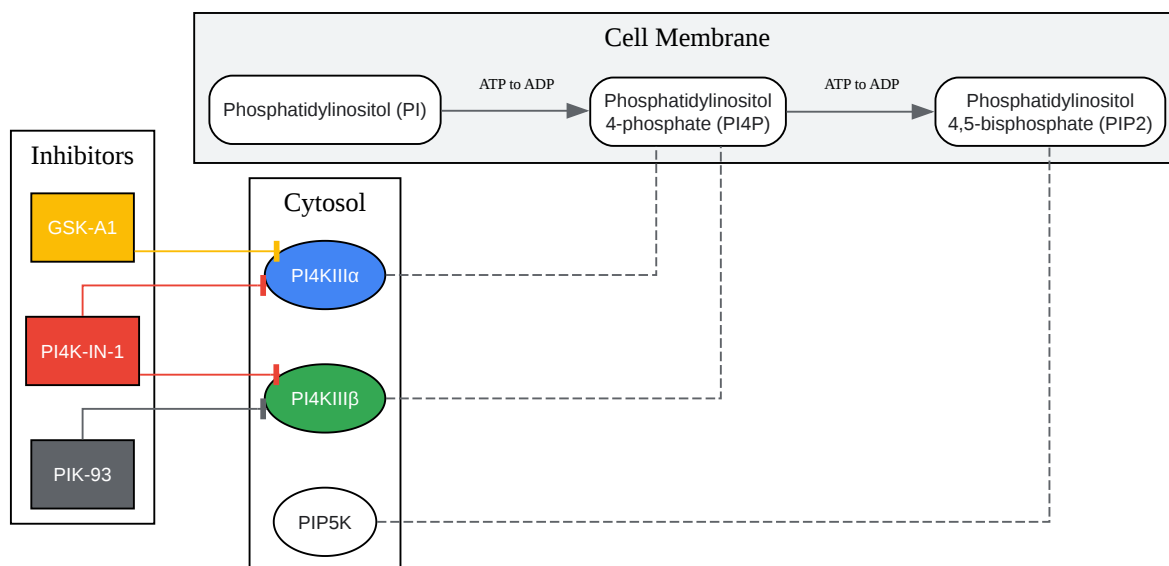 Cell Membrane
ATP to ADP
ATP to ADP
Phosphatidylinositol (PI)
Phosphatidylinositol
4-phosphate (PI4P)
Phosphatidylinositol
4,5-bisphosphate (PIP2)
Inhibitors
GSK-A1
PI4K-IN-1
PIK-93
Cytosol
PI4KIIIα
PI4KIIIβ
PIP5K